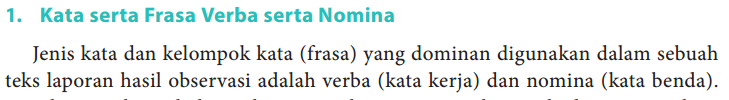 1. Kata serta Frasa Verba serta Nomina
Jenis kata dan kelompok kata (frasa) yang dominan digunakan dalam sebuah
teks laporan hasil observasi adalah verba (kata kerja) dan nomina (kata benda).